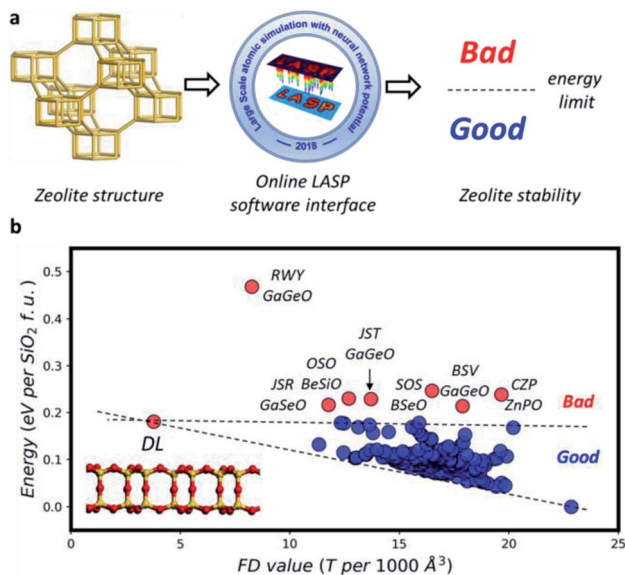 a
Large Scale atomic simulation with neural network potential
LASP
LASP
2018
Bad
energy
limit
Good
Zeolite structure
Online LASP
software interface
Zeolite stability
b
Energy (eV per SiO2 f.u.)
0.5
0.4
0.3
0.2
0.1
0.0
RWY
GaGeO
JST
GaGeO
OSO
BeSiO
JSR
GaSeO
SOS
BSeO
BSV
GaGeO
CZP
ZnPO
Bad
Good
DL
0
5
10
15
20
25
FD value (T per 1000 Å³)